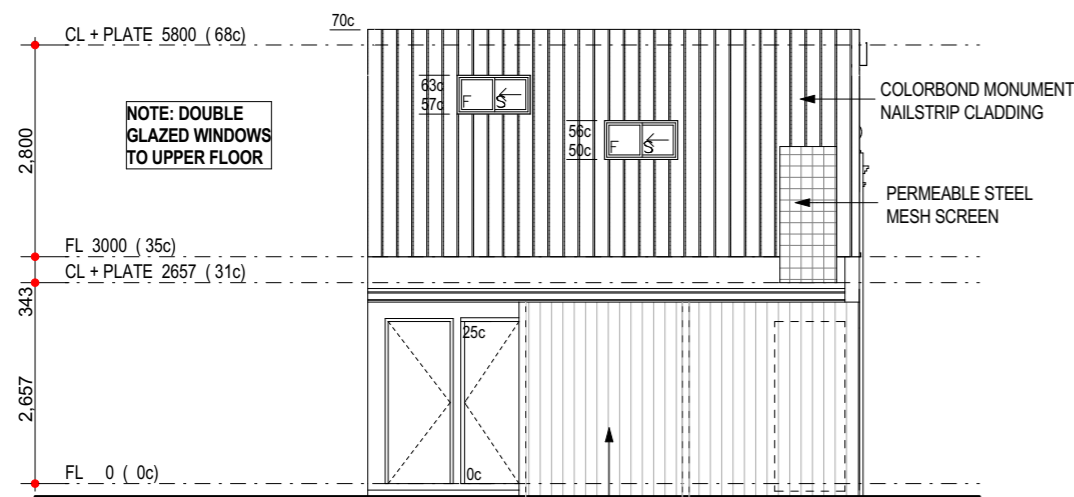 70c
CL + PLATE 5800 ( 68c)
63c
57c
F S
COLORBOND MONUMENT
NAILSTRIP CLADDING
NOTE: DOUBLE
GLAZED WINDOWS
TO UPPER FLOOR
56c
50c
F S
2,800
PERMEABLE STEEL
MESH SCREEN
FL 3000 ( 35c)
CL + PLATE 2657 ( 31c)
343
25c
2,657
FL 0 ( 0c)
0c